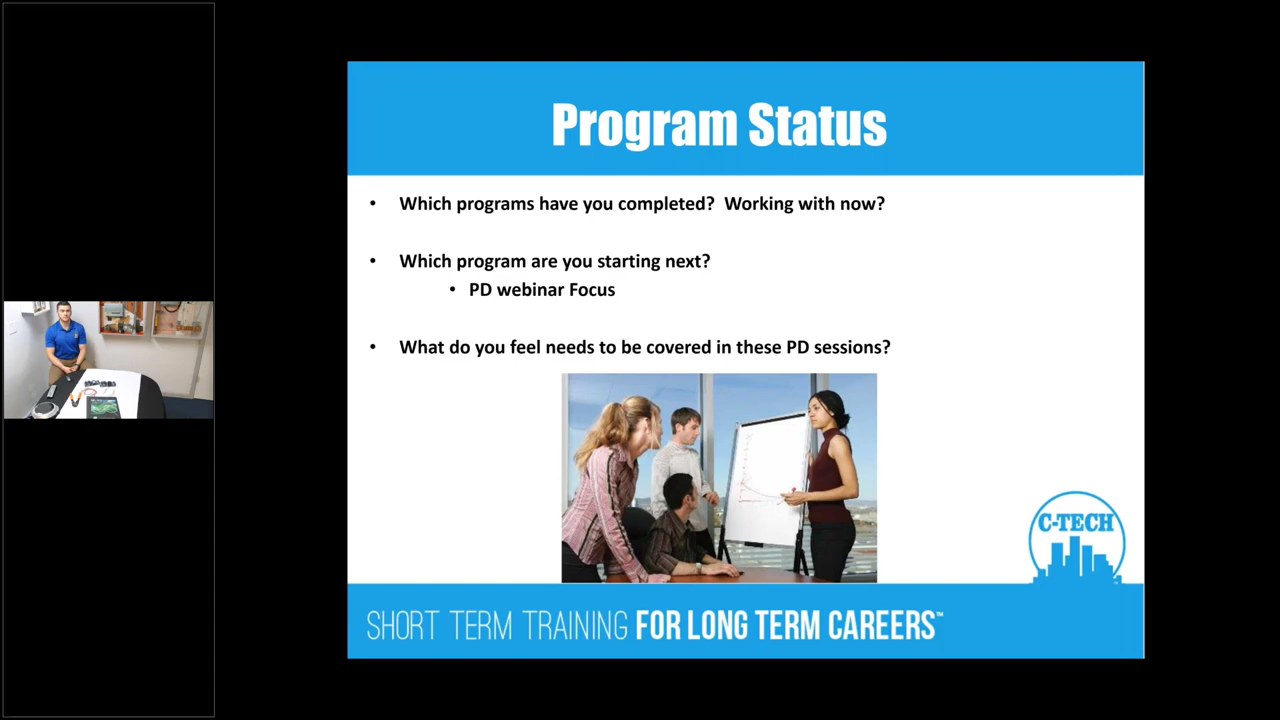 Program Status
• Which programs have you completed?  Working with now?
• Which program are you starting next?
• PD webinar Focus
• What do you feel needs to be covered in these PD sessions?
C-TECH
SHORT TERM TRAINING FOR LONG TERM CAREERS™